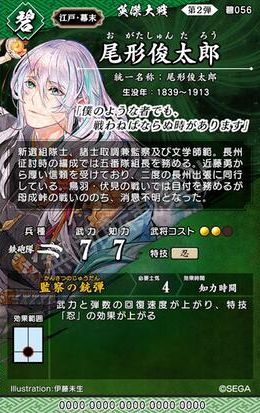 碧
江戸・幕末
英傑大戦
第2弾
碧056
おがたしゅんたろう
尾形俊太郎
統一名称：尾形俊太郎
生没年：1839～1913
「僕のような者でも、
戦わねばならぬ時があります」
新選組隊士。諸士取調兼監察及び文学師範。長州
征討時の編成では五番隊組長を務める。近藤勇か
ら厚い信頼を受けており、二度の長州出張に同行
している。鳥羽・伏見の戦いでは目付を務めるが
母成峠の戦いののち、消息不明となった。
兵種 武力 知力 武将コスト
鉄砲隊 7 7 特技 忍
かんさつのじゅうだん
監察の銃弾
必要士気 4
効果時間 知力時間
効果範囲
武力と弾数の回復速度が上がり、特技
「忍」の効果が上がる
Illustration:伊藤未生
©SEGA
0000-0000-0000-0000-0000